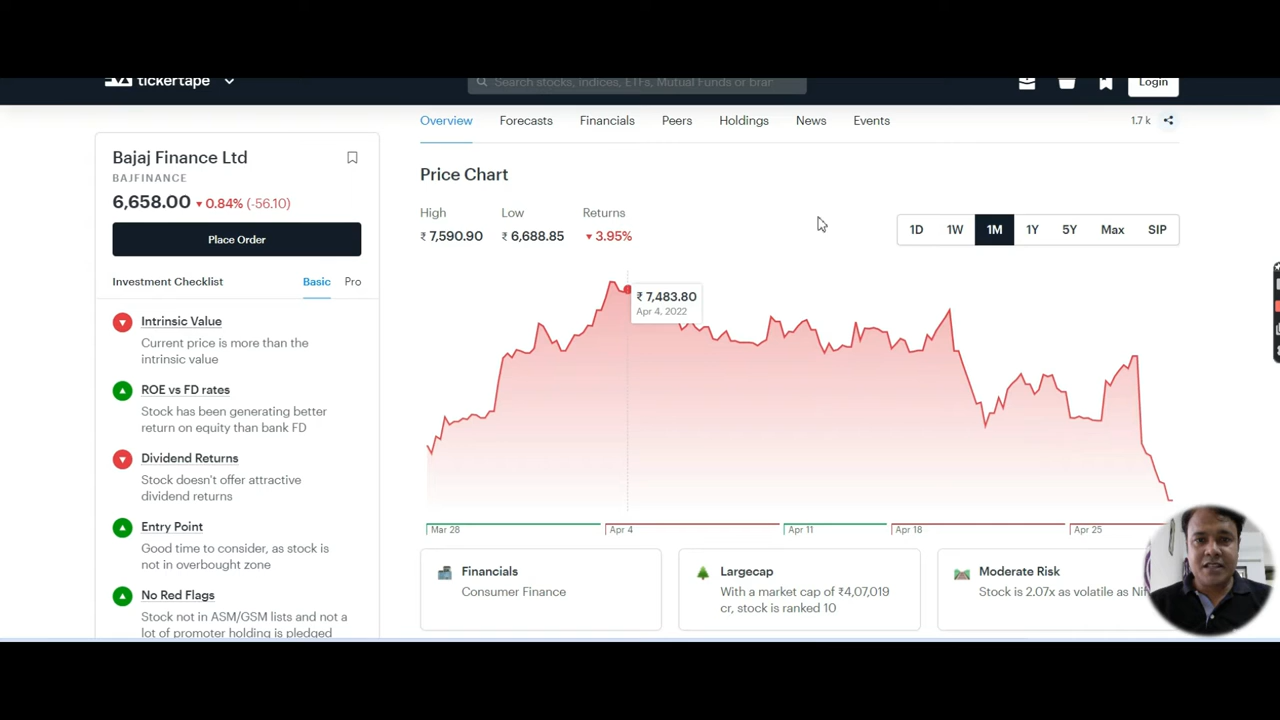 tickertape
Search stocks, indices, ETFs, Mutual Funds or brar
Login
Overview
Forecasts
Financials
Peers
Holdings
News
Events
1.7 k
Bajaj Finance Ltd
BAJFINANCE
6,658.00 ▼ 0.84% (-56.10)
Place Order
Investment Checklist
Basic
Pro
Intrinsic Value
Current price is more than the
intrinsic value
ROE vs FD rates
Stock has been generating better
return on equity than bank FD
Dividend Returns
Stock doesn't offer attractive
dividend returns
Entry Point
Good time to consider, as stock is
not in overbought zone
No Red Flags
Stock not in ASM/GSM lists and not a
lot of promoter holding is pledged
Price Chart
High
Low
Returns
₹ 7,590.90
₹ 6,688.85
▼ 3.95%
1D
1W
1M
1Y
5Y
Max
SIP
₹ 7,483.80
Apr 4, 2022
Mar 28
Apr 4
Apr 11
Apr 18
Apr 25
Financials
Consumer Finance
Largecap
With a market cap of ₹4,07,019
cr, stock is ranked 10
Moderate Risk
Stock is 2.07x as volatile as